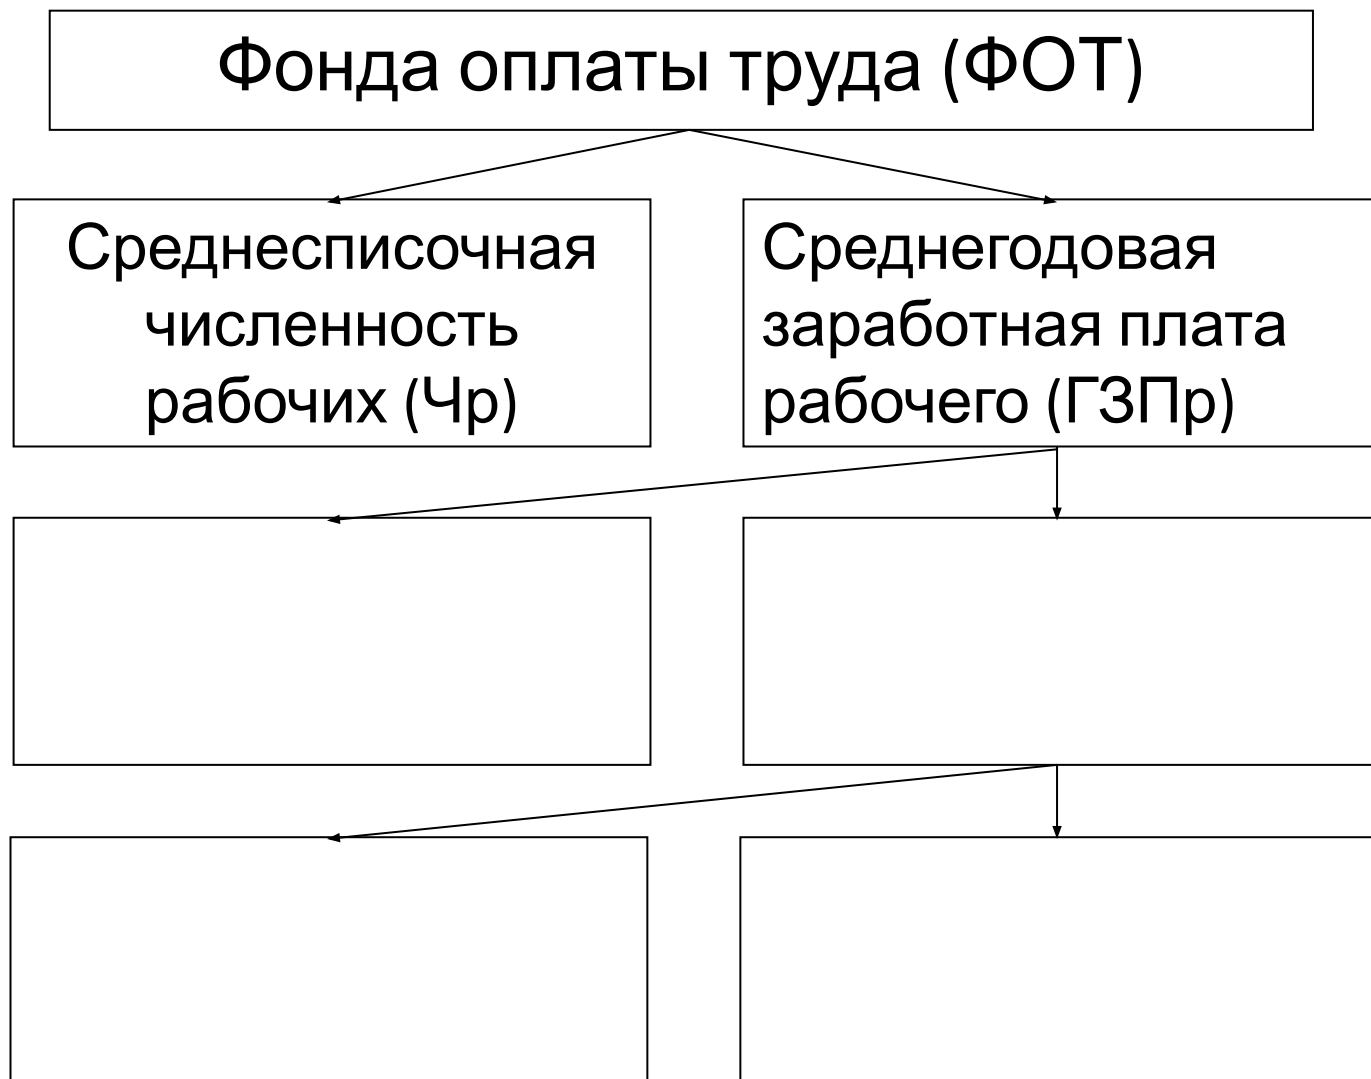 Фонда оплаты труда (ФОТ)
Среднесписочная
численность
рабочих (Чр)
Среднегодовая
заработная плата
рабочего (ГЗПр)